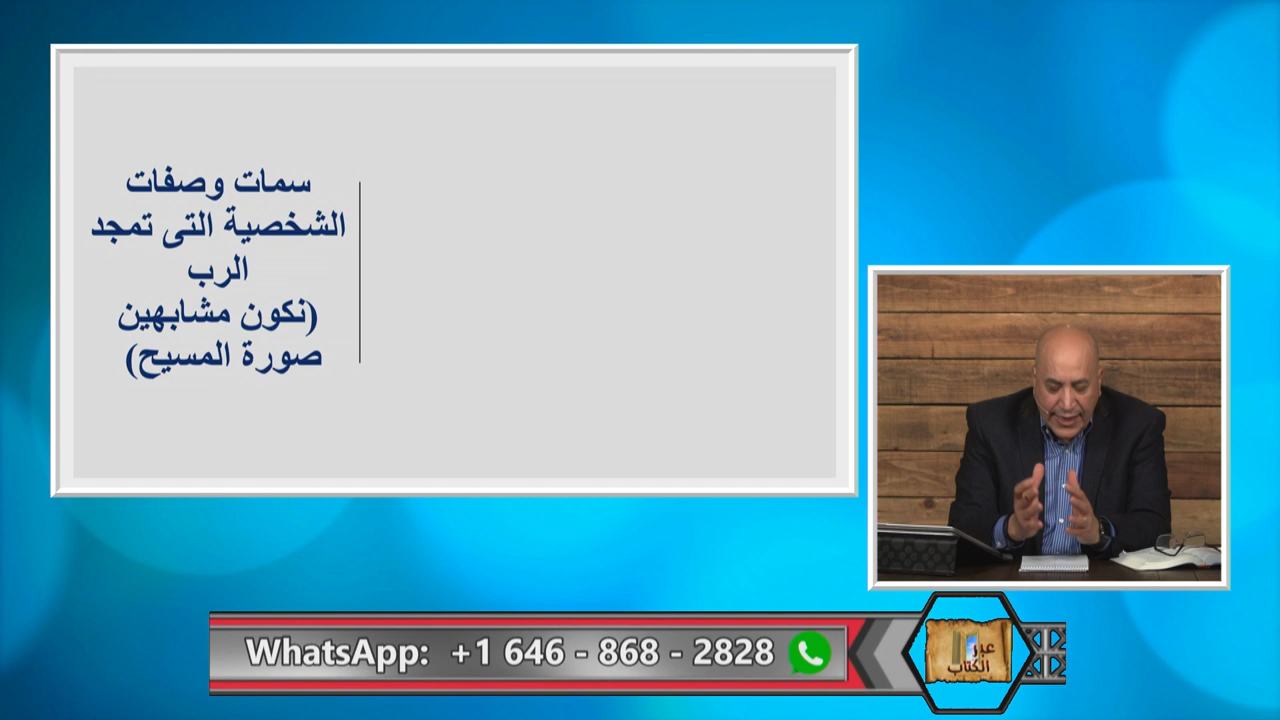 سمات وصفات
الشخصية التى تمجد
الرب
(نكون مشابهين
صورة المسيح)
WhatsApp: +1 646 - 868 - 2828
عبر
الكتاب